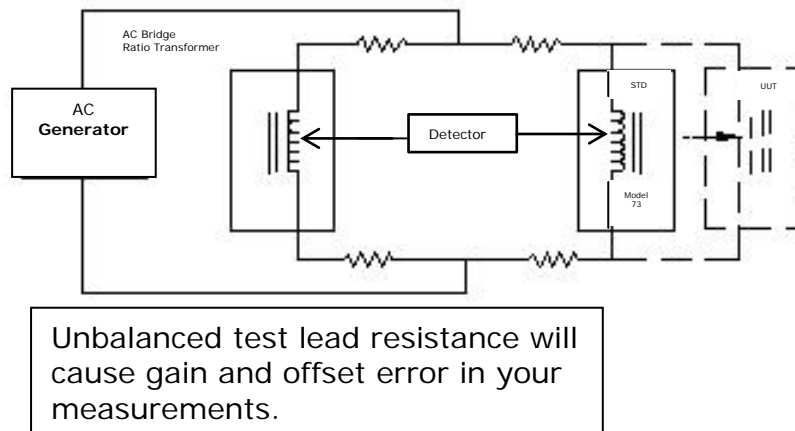 AC Bridge
Ratio Transformer
AC
Generator
Detector
STD
Model
73
UUT
Unbalanced test lead resistance will
cause gain and offset error in your
measurements.